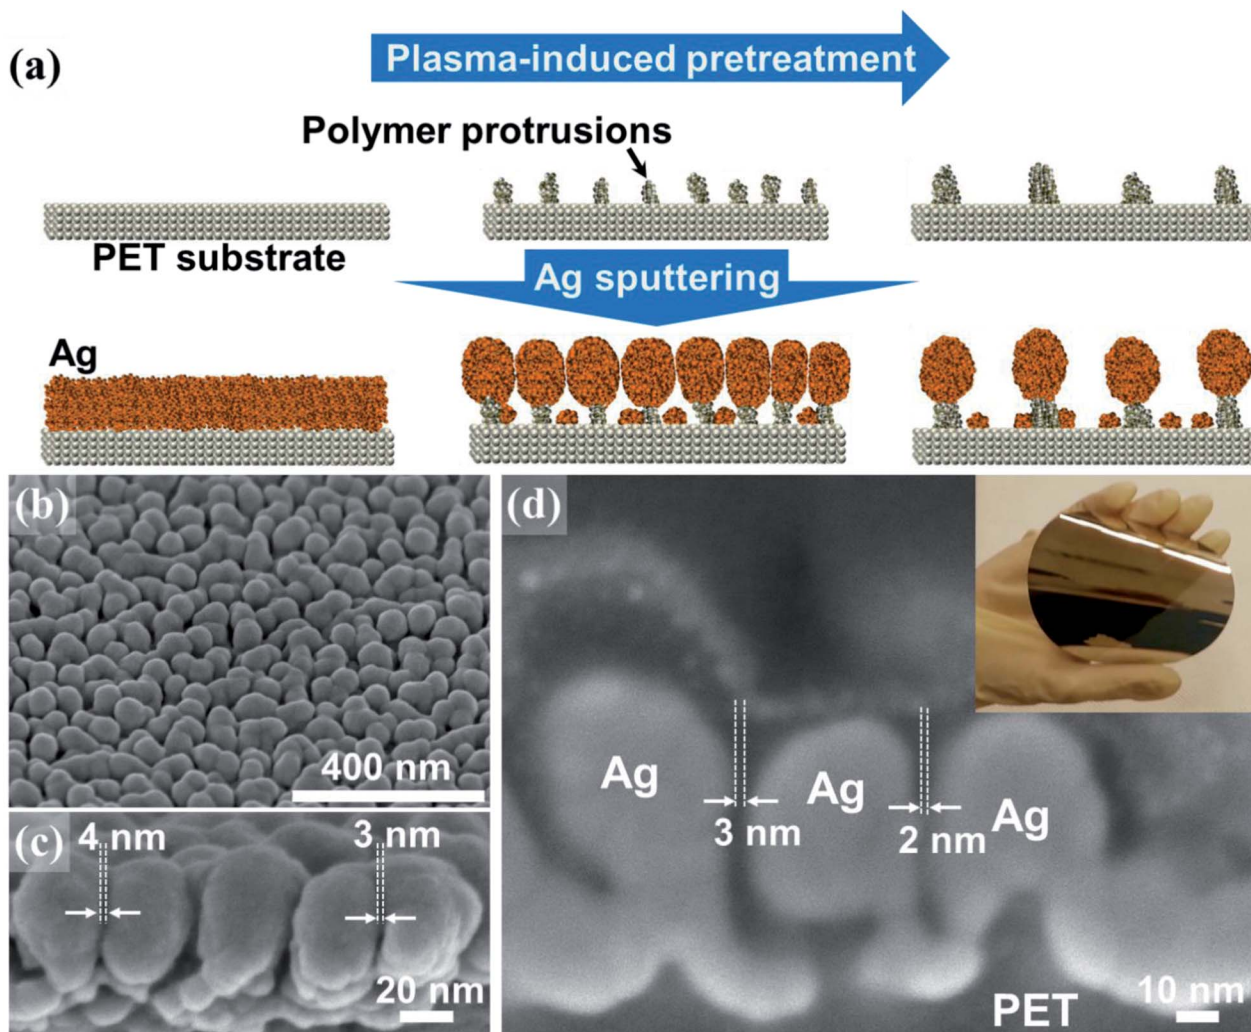 (a)
Plasma-induced pretreatment
Polymer protrusions
PET substrate
Ag sputtering
Ag
(b)
400 nm
(c)
4 nm
3 nm
20 nm
(d)
Ag
Ag
Ag
3 nm
2 nm
PET
10 nm